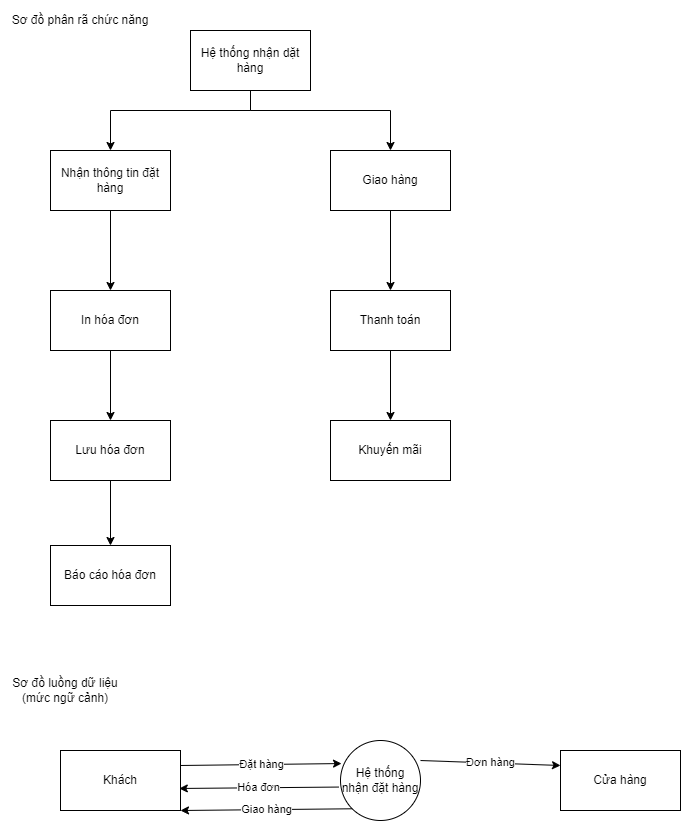 Sơ đồ phân rã chức năng
Hệ thống nhận dặt
hàng
Nhận thông tin đặt
hàng
Giao hàng
In hóa đơn
Thanh toán
Lưu hóa đơn
Khuyến mãi
Báo cáo hóa đơn
Sơ đồ luồng dữ liệu
(mức ngữ cảnh)
Khách
Đặt hàng
Hóa đơn
Giao hàng
Hệ thống
nhận đặt hàng
Đơn hàng
Cửa hàng